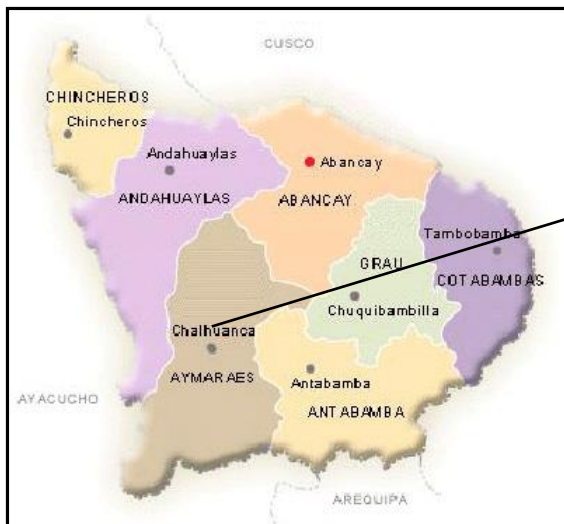 CUSCO
CHINCHEROS
Chincheros
Andahuaylas
Abancay
ANDAHUAYLAS
ABANCAY
Tambobamba
GRAU
COTABAMBAS
Chuquibambilla
Chalhuanca
AYMARAES
Antabamba
ANTABAMBA
AYACUCHO
AREQUIPA